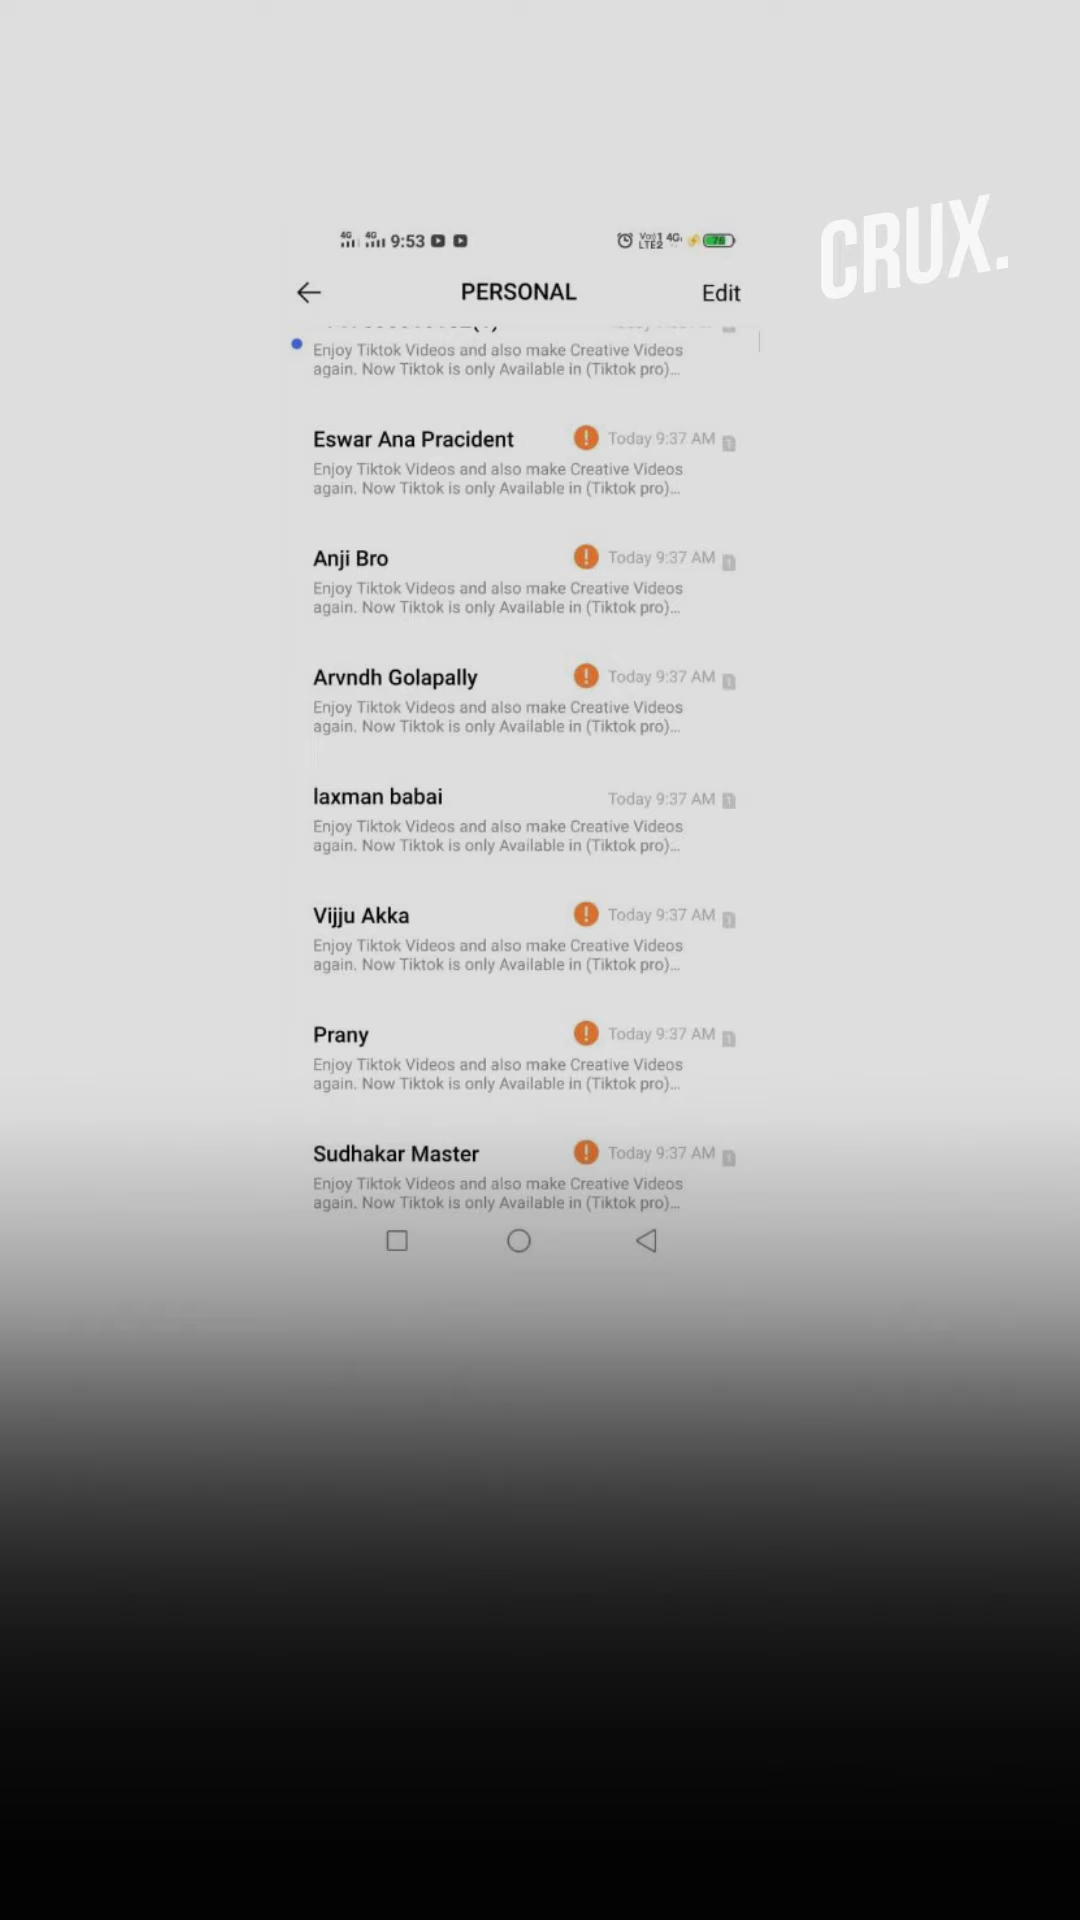 CRUX.
9:53
4G
76
PERSONAL
Edit
Enjoy Tiktok Videos and also make Creative Videos
again. Now Tiktok is only Available in (Tiktok pro)...
Eswar Ana Pracident
Today 9:37 AM
Enjoy Tiktok Videos and also make Creative Videos
again. Now Tiktok is only Available in (Tiktok pro)...
Anji Bro
Today 9:37 AM
Enjoy Tiktok Videos and also make Creative Videos
again. Now Tiktok is only Available in (Tiktok pro)...
Arvndh Golapally
Today 9:37 AM
Enjoy Tiktok Videos and also make Creative Videos
again. Now Tiktok is only Available in (Tiktok pro)...
laxman babai
Today 9:37 AM
Enjoy Tiktok Videos and also make Creative Videos
again. Now Tiktok is only Available in (Tiktok pro)...
Vijju Akka
Today 9:37 AM
Enjoy Tiktok Videos and also make Creative Videos
again. Now Tiktok is only Available in (Tiktok pro)...
Prany
Today 9:37 AM
Enjoy Tiktok Videos and also make Creative Videos
again. Now Tiktok is only Available in (Tiktok pro)...
Sudhakar Master
Today 9:37 AM
Enjoy Tiktok Videos and also make Creative Videos
again. Now Tiktok is only Available in (Tiktok pro)...